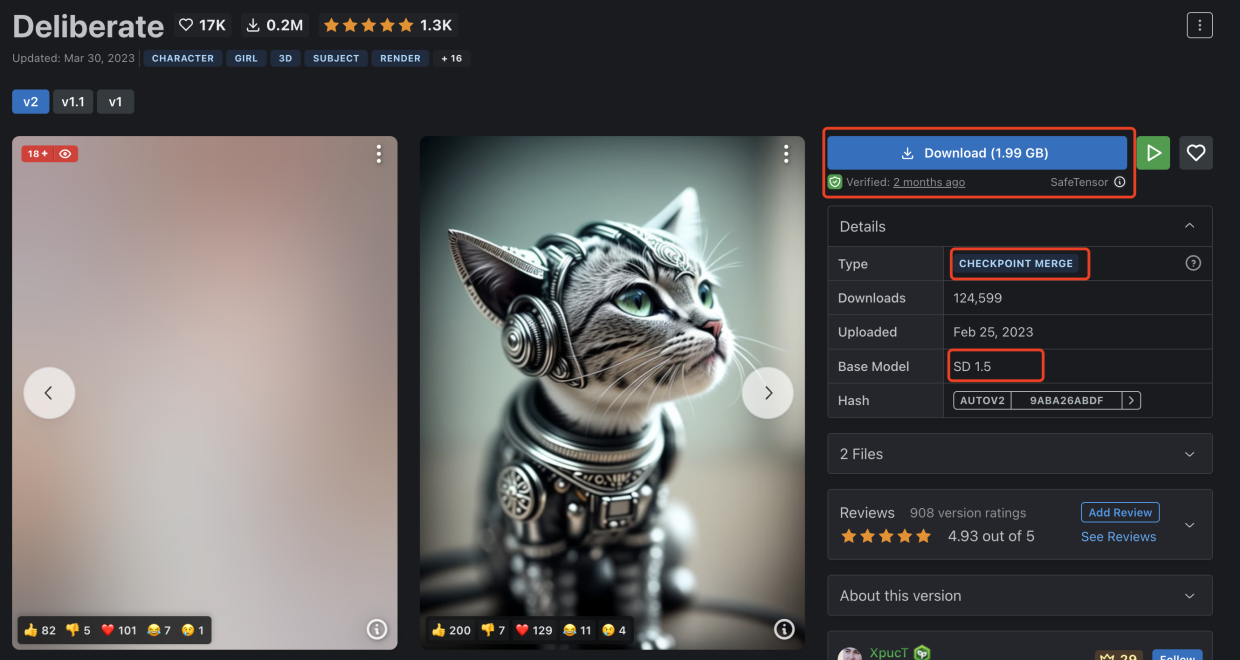 Deliberate 17K 0.2M 1.3K
Updated: Mar 30, 2023 CHARACTER GIRL 3D SUBJECT RENDER + 16
v2 v1.1 v1
18+
82 5 101 7 1
200 7 129 11 4
Download (1.99 GB)
Verified: 2 months ago SafeTensor
Details
Type CHECKPOINT MERGE
Downloads 124,599
Uploaded Feb 25, 2023
Base Model SD 1.5
Hash AUTOV2 9ABA26ABDF
2 Files
Reviews 908 version ratings Add Review
4.93 out of 5 See Reviews
About this version
XpucT 29 Follow